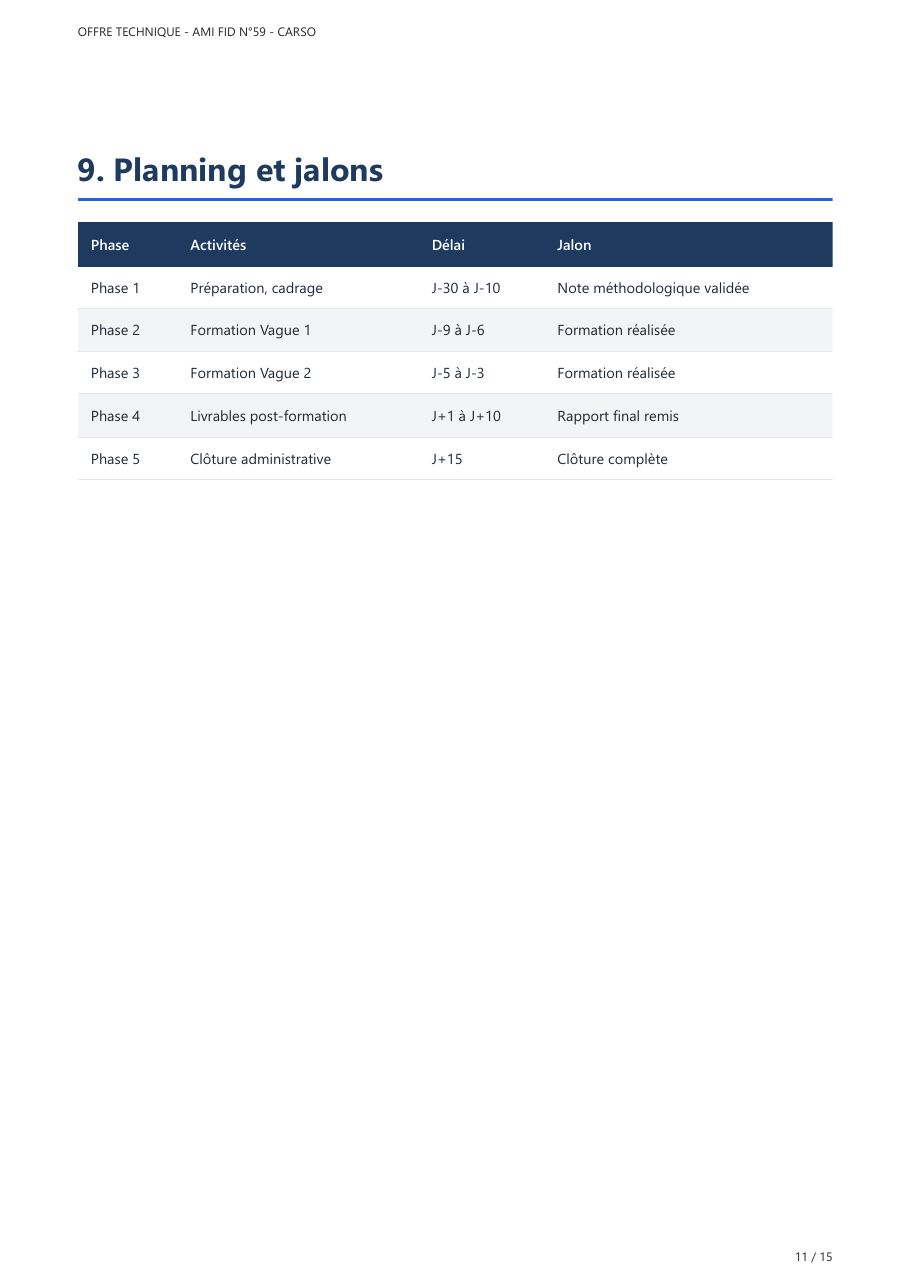 OFFRE TECHNIQUE - AMI FID N°59 - CARSO
9. Planning et jalons
Phase Activités Délai Jalon
Phase 1 Préparation, cadrage J-30 à J-10 Note méthodologique validée
Phase 2 Formation Vague 1 J-9 à J-6 Formation réalisée
Phase 3 Formation Vague 2 J-5 à J-3 Formation réalisée
Phase 4 Livrables post-formation J+1 à J+10 Rapport final remis
Phase 5 Clôture administrative J+15 Clôture complète
11 / 15